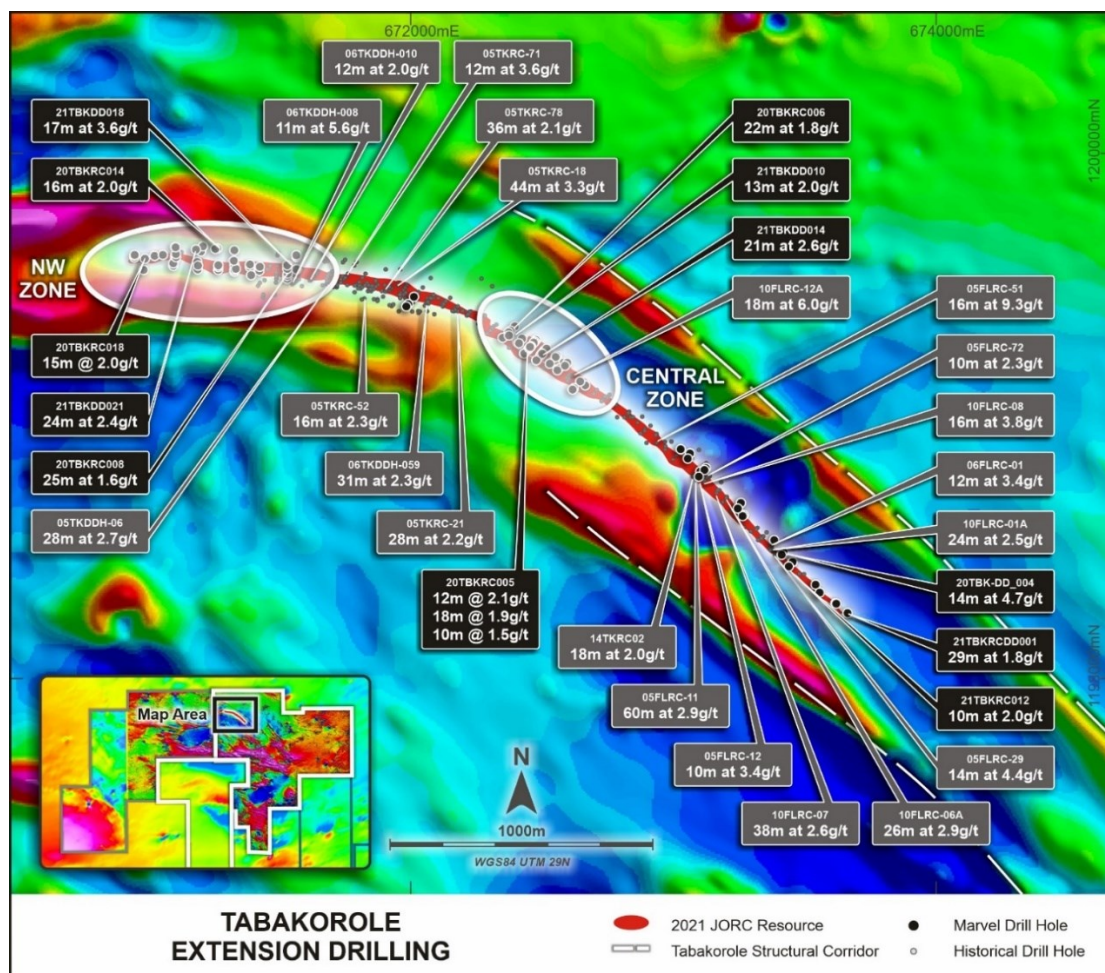 672000mE
674000mE
1200000mN
06TKDDH-010
12m at 2.0g/t
05TKRC-71
12m at 3.6g/t
21TBKDD018
17m at 3.6g/t
06TKDDH-008
11m at 5.6g/t
05TKRC-78
36m at 2.1g/t
20TBKRC006
22m at 1.8g/t
20TBKRC014
16m at 2.0g/t
05TKRC-18
44m at 3.3g/t
21TBKDD010
13m at 2.0g/t
21TBKDD014
21m at 2.6g/t
NW
ZONE
10FLRC-12A
18m at 6.0g/t
05FLRC-51
16m at 9.3g/t
20TBKRC018
15m @ 2.0g/t
05FLRC-72
10m at 2.3g/t
CENTRAL
ZONE
21TBKDD021
24m at 2.4g/t
05TKRC-52
16m at 2.3g/t
10FLRC-08
16m at 3.8g/t
20TBKRC008
25m at 1.6g/t
06TKDDH-059
31m at 2.3g/t
06FLRC-01
12m at 3.4g/t
05TKDDH-06
28m at 2.7g/t
05TKRC-21
28m at 2.2g/t
10FLRC-01A
24m at 2.5g/t
20TBKRC005
12m @ 2.1g/t
18m @ 1.9g/t
10m @ 1.5g/t
20TBK-DD_004
14m at 4.7g/t
14TKRC02
18m at 2.0g/t
21TBKRCDD001
29m at 1.8g/t
05FLRC-11
60m at 2.9g/t
21TBKRC012
10m at 2.0g/t
05FLRC-12
10m at 3.4g/t
05FLRC-29
14m at 4.4g/t
10FLRC-07
38m at 2.6g/t
10FLRC-06A
26m at 2.9g/t
Map Area
N
1000m
WGS84 UTM 29N
TABAKOROLE
EXTENSION DRILLING
2021 JORC Resource
Marvel Drill Hole
Tabakorole Structural Corridor
Historical Drill Hole